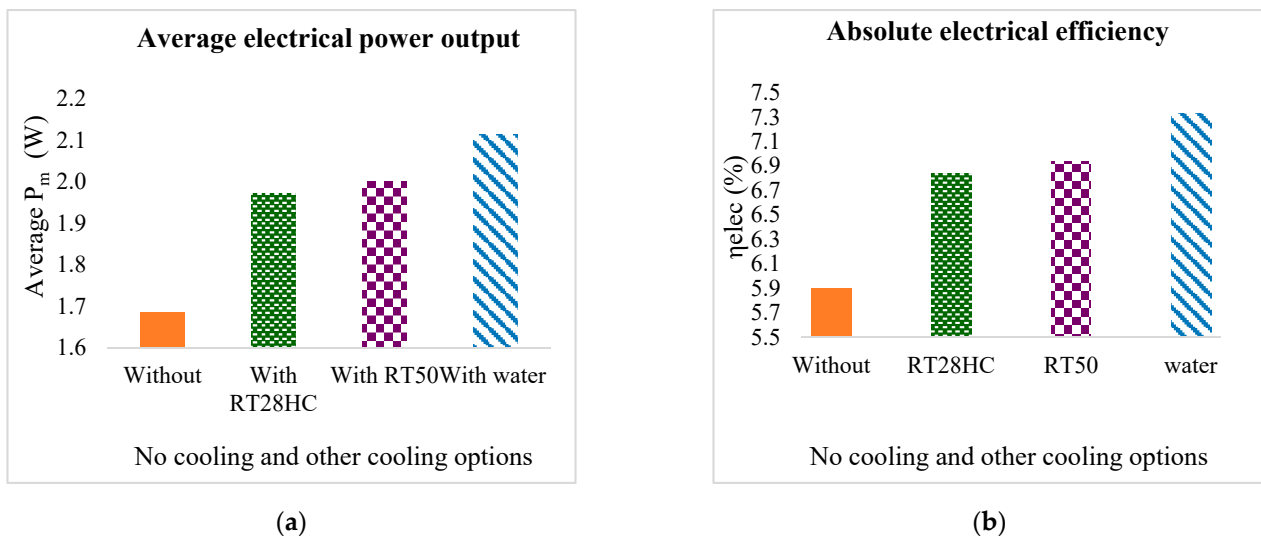 Average electrical power output
Average Pm (W)
2.2
2.1
2.0
1.9
1.8
1.7
1.6
Without
With RT28HC
With RT50
With water
No cooling and other cooling options
(a)
Absolute electrical efficiency
ηelec (%)
7.5
7.3
7.1
6.9
6.7
6.5
6.3
6.1
5.9
5.7
5.5
Without
RT28HC
RT50
water
No cooling and other cooling options
(b)